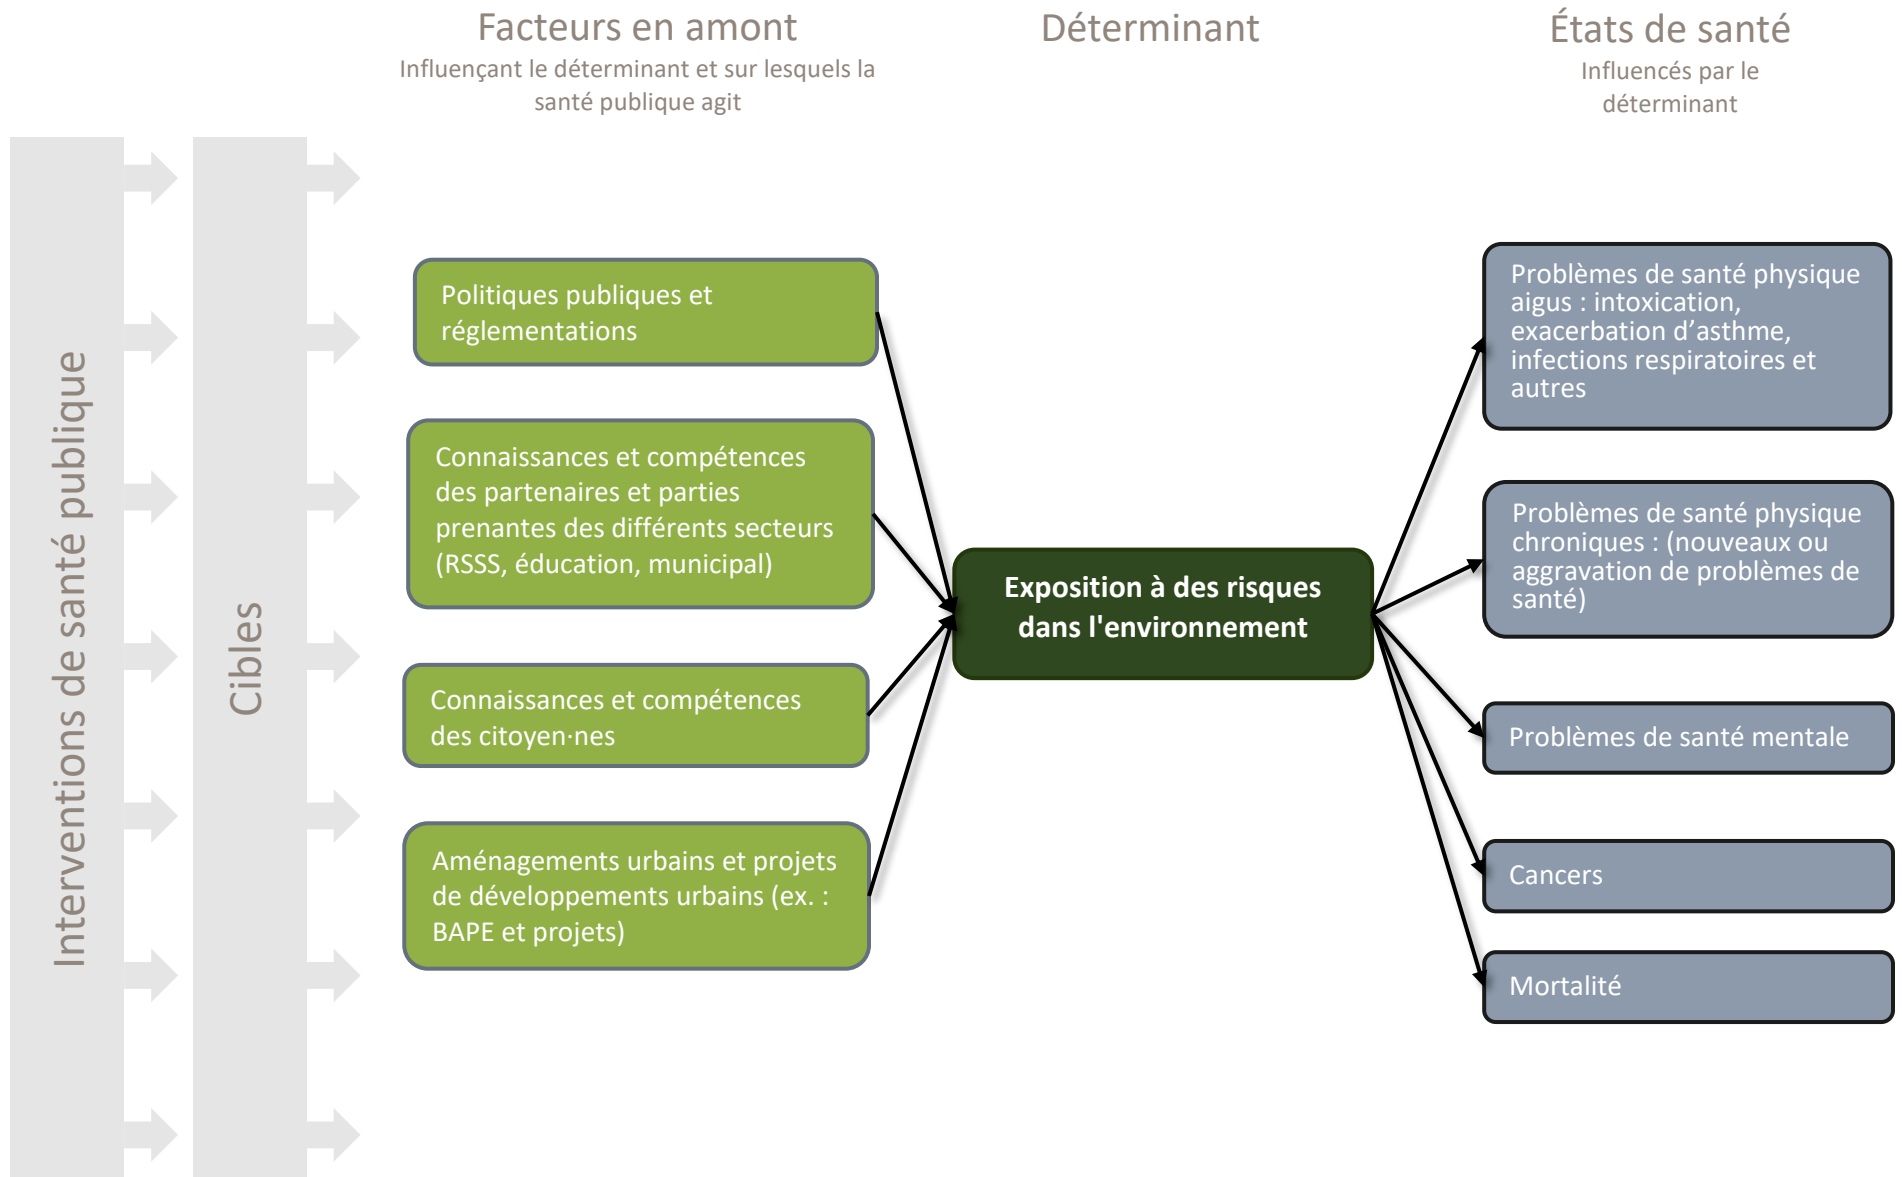 Facteurs en amont
Influençant le déterminant et sur lesquels la
santé publique agit
Déterminant
États de santé
Influencés par le
déterminant
Interventions de santé publique
Cibles
Politiques publiques et
réglementations
Connaissances et compétences
des partenaires et parties
prenantes des différents secteurs
(RSSS, éducation, municipal)
Connaissances et compétences
des citoyen·nes
Aménagements urbains et projets
de développements urbains (ex. :
BAPE et projets)
Exposition à des risques
dans l'environnement
Problèmes de santé physique
aigus : intoxication,
exacerbation d’asthme,
infections respiratoires et
autres
Problèmes de santé physique
chroniques : (nouveaux ou
aggravation de problèmes de
santé)
Problèmes de santé mentale
Cancers
Mortalité